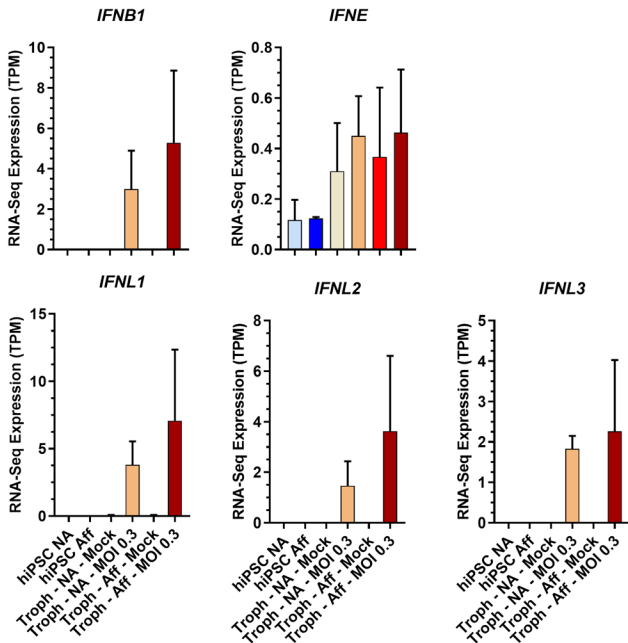 IFNB1
RNA-Seq Expression (TPM)
10
8
6
4
2
0
IFNE
RNA-Seq Expression (TPM)
0.8
0.6
0.4
0.2
0.0
IFNL1
RNA-Seq Expression (TPM)
15
10
5
0
hiPSC NA
hiPSC Aff
Troph - NA - Mock
Troph - NA - MOI 0.3
Troph - Aff - Mock
Troph - Aff - MOI 0.3
IFNL2
RNA-Seq Expression (TPM)
8
6
4
2
0
hiPSC NA
hiPSC Aff
Troph - NA - Mock
Troph - NA - MOI 0.3
Troph - Aff - Mock
Troph - Aff - MOI 0.3
IFNL3
RNA-Seq Expression (TPM)
5
4
3
2
1
0
hiPSC NA
hiPSC Aff
Troph - NA - Mock
Troph - NA - MOI 0.3
Troph - Aff - Mock
Troph - Aff - MOI 0.3